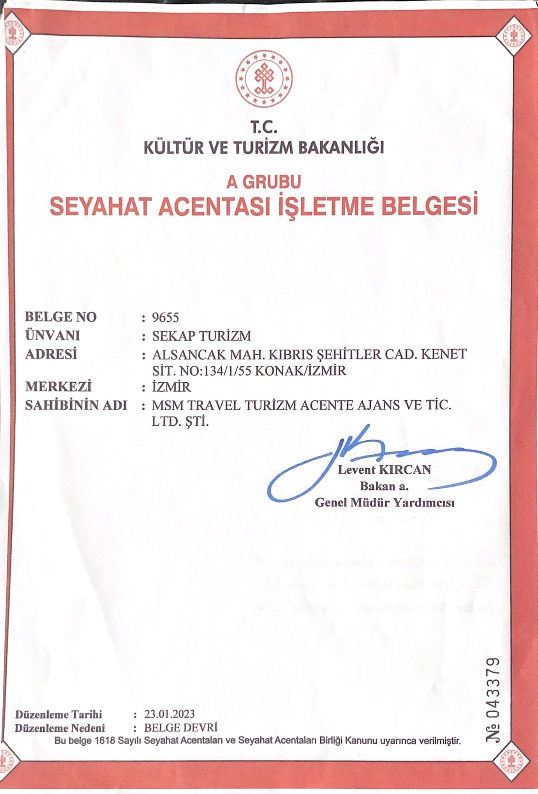 T.C.
KÜLTÜR VE TURİZM BAKANLIĞI
A GRUBU
SEYAHAT ACENTASI İŞLETME BELGESİ
BELGE NO : 9655
ÜNVANI : SEKAP TURİZM
ADRESİ : ALSANCAK MAH. KIBRIS ŞEHİTLER CAD. KENET
SİT. NO:134/1/55 KONAK/İZMİR
MERKEZİ : İZMİR
SAHİBİNİN ADI : MSM TRAVEL TURİZM ACENTE AJANS VE TİC.
LTD. ŞTİ.
Levent KIRCAN
Bakan a.
Genel Müdür Yardımcısı
№ 043379
Düzenleme Tarihi : 23.01.2023
Düzenleme Nedeni : BELGE DEVRİ
Bu belge 1618 Sayılı Seyahat Acentaları ve Seyahat Acentaları Birliği Kanunu uyarınca verilmiştir.